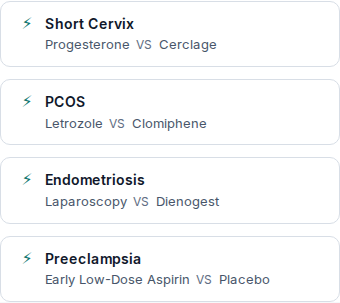 Short Cervix
Progesterone VS Cerclage
PCOS
Letrozole VS Clomiphene
Endometriosis
Laparoscopy VS Dienogest
Preeclampsia
Early Low-Dose Aspirin VS Placebo